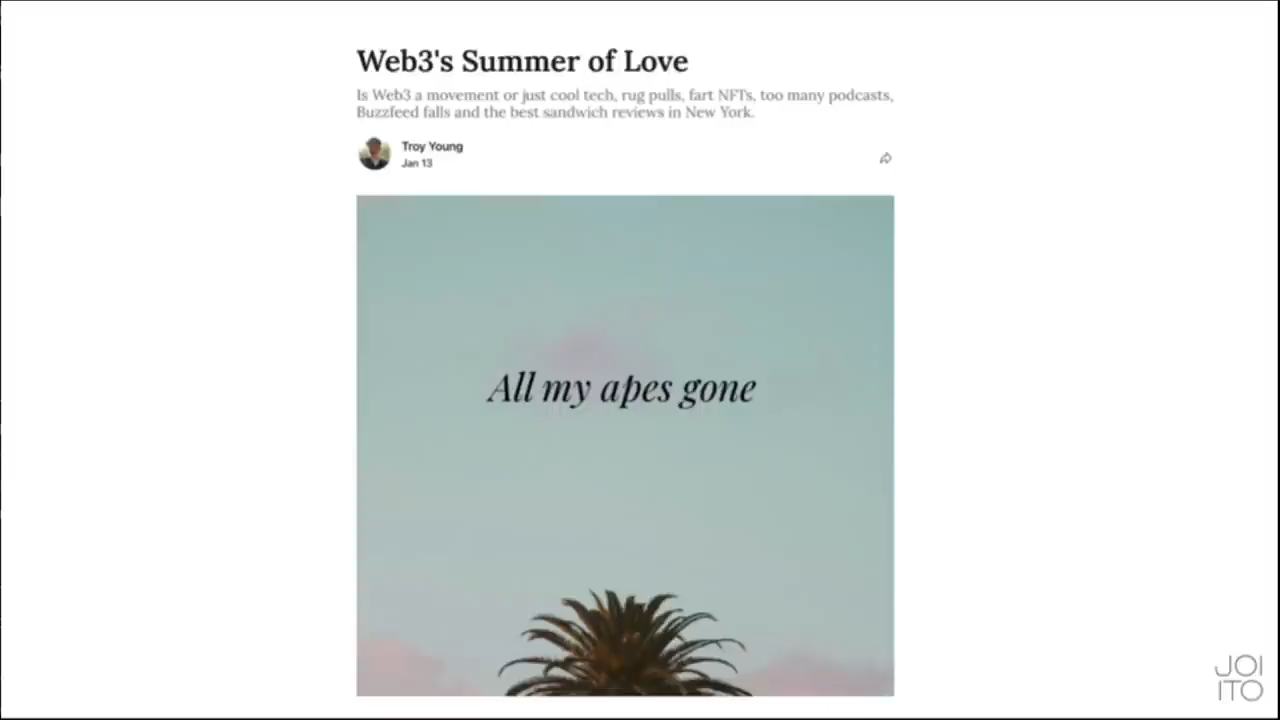 Web3's Summer of Love
Is Web3 a movement or just cool tech, rug pulls, fart NFTs, too many podcasts,
Buzzfeed falls and the best sandwich reviews in New York.
Troy Young
Jan 13
All my apes gone
JOI
ITO